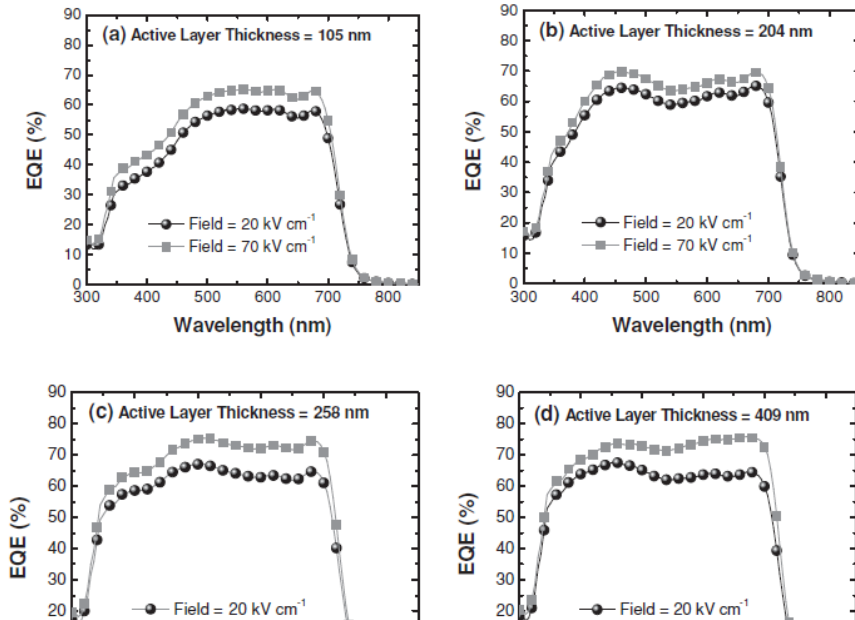 90
80
70
60
50
40
30
20
10
0
EQE (%)
(a) Active Layer Thickness = 105 nm
Field = 20 kV cm⁻¹
Field = 70 kV cm⁻¹
300 400 500 600 700 800
Wavelength (nm)
90
80
70
60
50
40
30
20
10
0
EQE (%)
(b) Active Layer Thickness = 204 nm
Field = 20 kV cm⁻¹
Field = 70 kV cm⁻¹
300 400 500 600 700 800
Wavelength (nm)
90
80
70
60
50
40
30
20
EQE (%)
(c) Active Layer Thickness = 258 nm
Field = 20 kV cm⁻¹
90
80
70
60
50
40
30
20
EQE (%)
(d) Active Layer Thickness = 409 nm
Field = 20 kV cm⁻¹